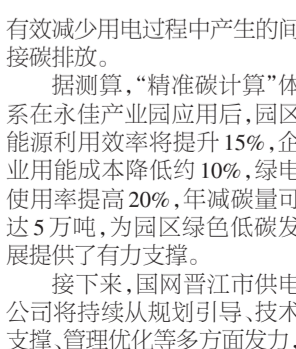 有效减少用电过程中产生的间
接碳排放。
据测算，“精准碳计算”体
系在永佳产业园应用后，园区
能源利用效率将提升15%，企
业用能成本降低约10%，绿电
使用率提高20%，年减碳量可
达5万吨，为园区绿色低碳发
展提供了有力支撑。
接下来，国网晋江市供电
公司将持续从规划引导、技术
支撑、管理优化等多方面发力，